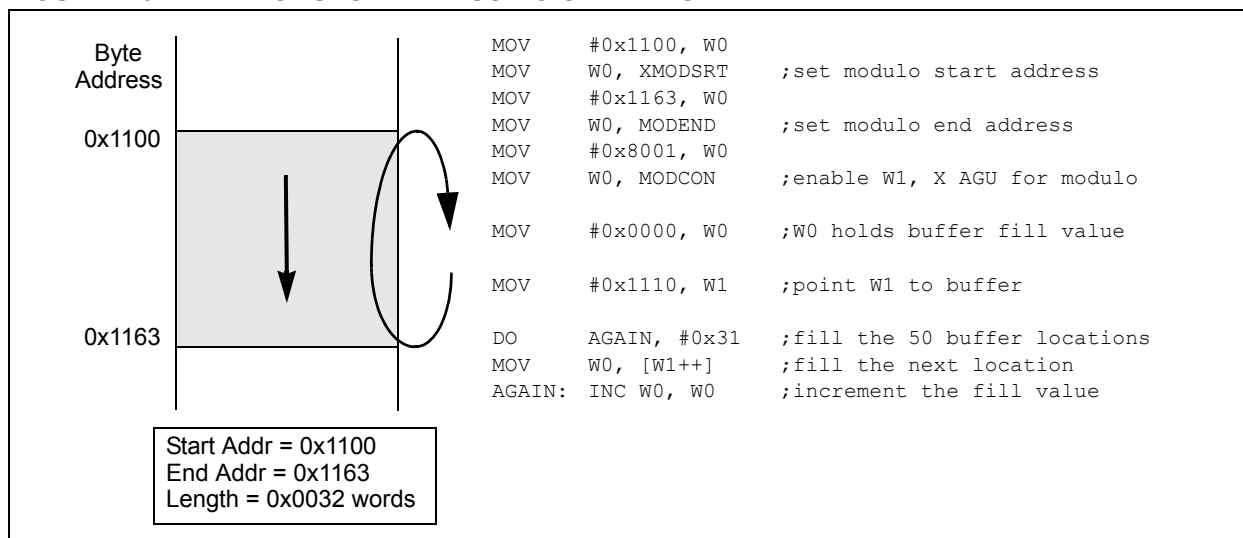 Byte
Address
0x1100
0x1163
Start Addr = 0x1100
End Addr = 0x1163
Length = 0x0032 words
MOV #0x1100, W0
MOV W0, XMODSRT ;set modulo start address
MOV #0x1163, W0
MOV W0, MODEND ;set modulo end address
MOV #0x8001, W0
MOV W0, MODCON ;enable W1, X AGU for modulo
MOV #0x0000, W0 ;W0 holds buffer fill value
MOV #0x1110, W1 ;point W1 to buffer
DO AGAIN, #0x31 ;fill the 50 buffer locations
MOV W0, [W1++] ;fill the next location
AGAIN: INC W0, W0 ;increment the fill value